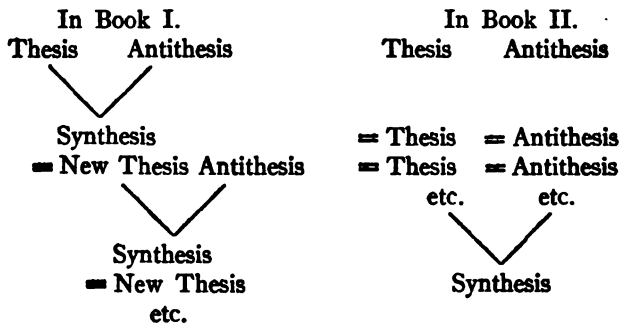 In Book I.
Thesis Antithesis
Synthesis
= New Thesis Antithesis
Synthesis
= New Thesis
etc.
In Book II.
Thesis Antithesis
= Thesis = Antithesis
= Thesis = Antithesis
etc. etc.
Synthesis